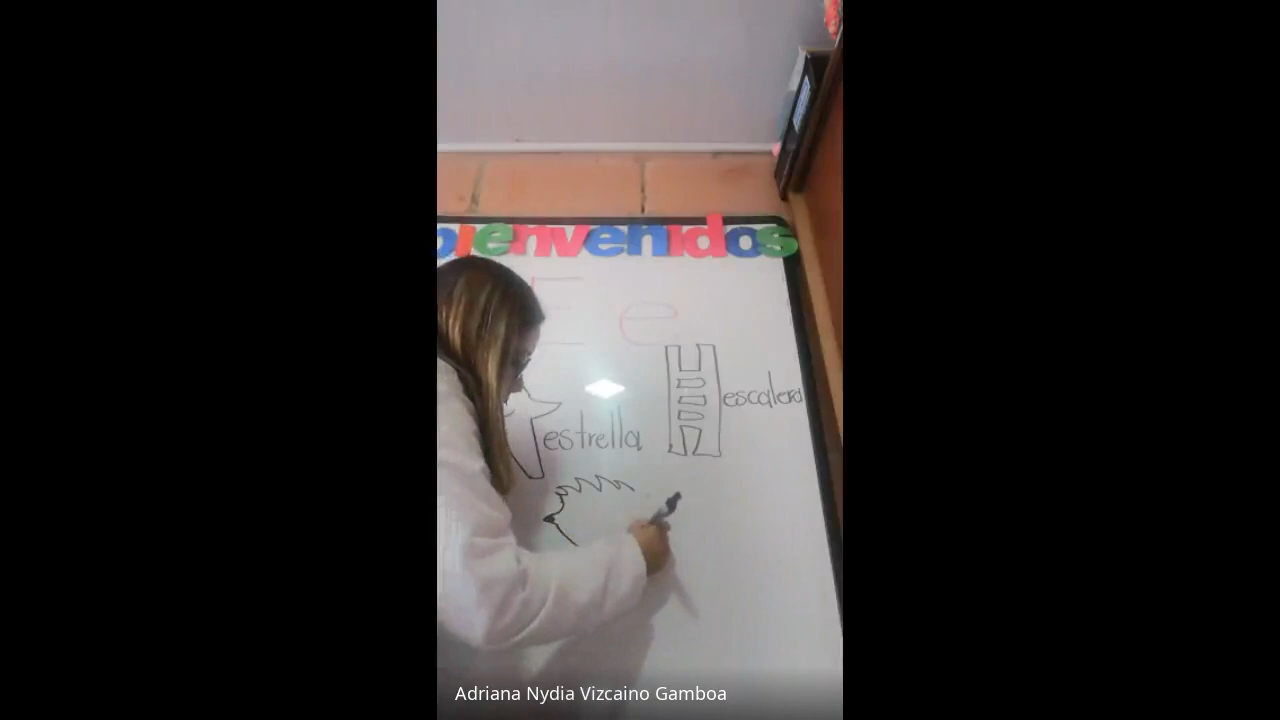 bienvenidos
E e
escalera
estrella
Adriana Nydia Vizcaino Gamboa